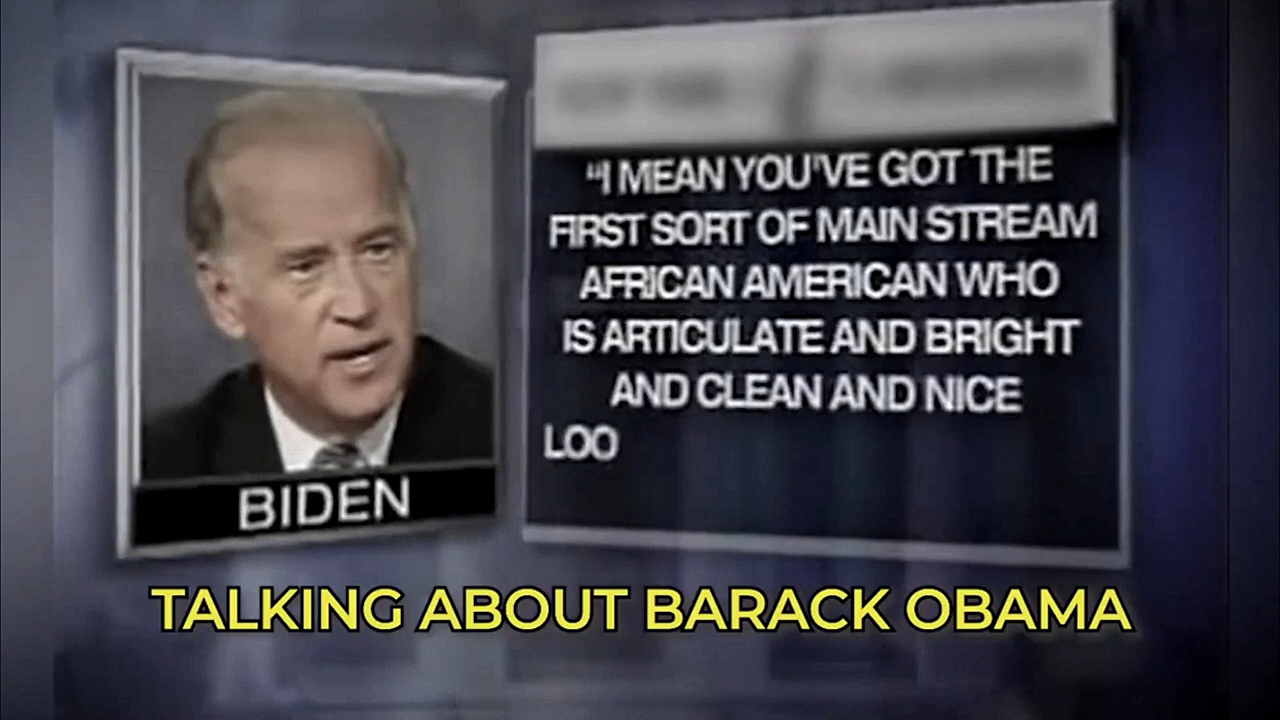 "I MEAN YOU'VE GOT THE
FIRST SORT OF MAIN STREAM
AFRICAN AMERICAN WHO
IS ARTICULATE AND BRIGHT
AND CLEAN AND NICE
LOO
BIDEN
TALKING ABOUT BARACK OBAMA